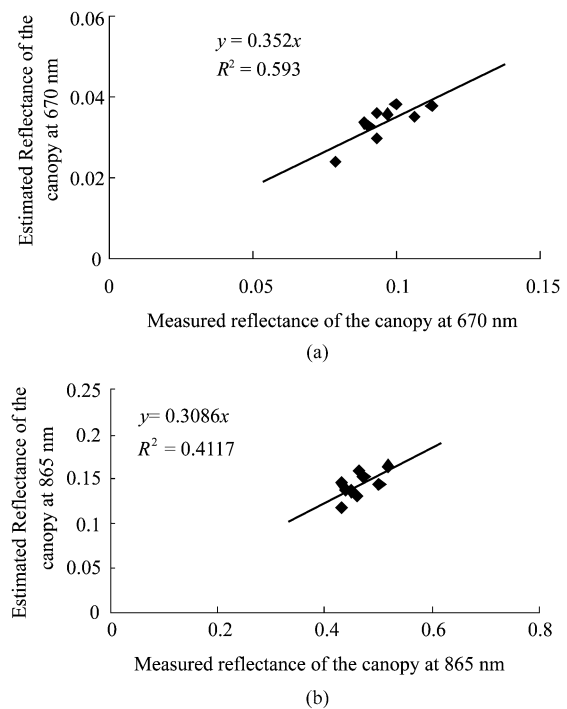 Estimated Reflectance of the
canopy at 670 nm
0.06
0.04
0.02
0
y = 0.352x
R² = 0.593
0 0.05 0.1 0.15
Measured reflectance of the canopy at 670 nm
(a)
Estimated Reflectance of the
canopy at 865 nm
0.25
0.2
0.15
0.1
0.05
0
y= 0.3086x
R² = 0.4117
0 0.2 0.4 0.6 0.8
Measured reflectance of the canopy at 865 nm
(b)